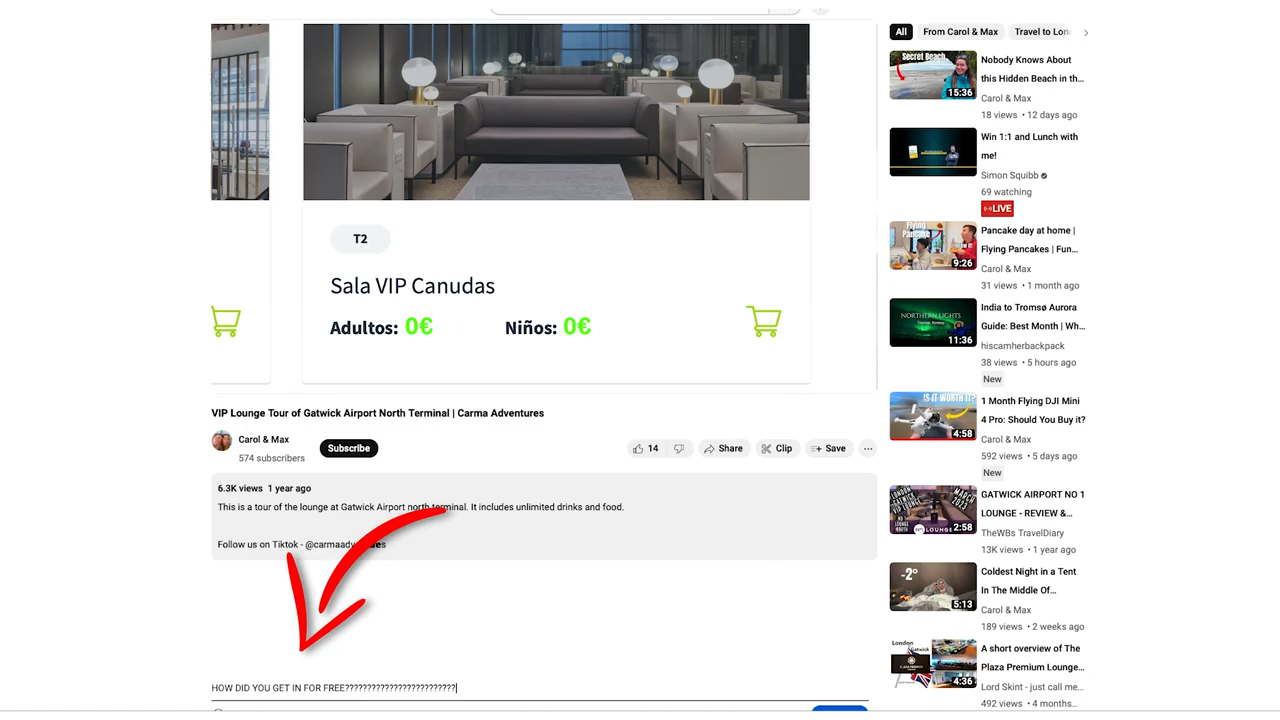 T2
Sala VIP Canudas
Adultos: 0€ Niños: 0€
VIP Lounge Tour of Gatwick Airport North Terminal | Carma Adventures
Carol & Max
574 subscribers
Subscribe
14
Share
Clip
Save
6.3K views 1 year ago
This is a tour of the lounge at Gatwick Airport north terminal. It includes unlimited drinks and food.
Follow us on Tiktok - @carmaad
HOW DID YOU GET IN FOR FREE?????????????????????????
All
From Carol & Max
Travel to Lon
Secret Beach
15:36
Nobody Knows About
this Hidden Beach in th...
Carol & Max
18 views • 12 days ago
Win 1:1 and Lunch with
me!
Simon Squibb
69 watching
LIVE
Flying
Pancake
9:26
Pancake day at home |
Flying Pancakes | Fun...
Carol & Max
31 views • 1 month ago
NORTHERN LIGHTS
11:36
India to Tromsø Aurora
Guide: Best Month | Wh...
hiscamherbackpack
38 views • 5 hours ago
New
IS IT WORTH IT?
4:58
1 Month Flying DJI Mini
4 Pro: Should You Buy it?
Carol & Max
592 views • 5 days ago
New
MARCH
2023
LOUNGE
2:58
GATWICK AIRPORT NO 1
LOUNGE - REVIEW &...
TheWBs TravelDiary
13K views • 1 year ago
-2°
5:13
Coldest Night in a Tent
In The Middle Of...
Carol & Max
189 views • 2 weeks ago
London
Gatwick
4:36
A short overview of The
Plaza Premium Lounge...
Lord Skint - just call me...
492 views • 4 months...